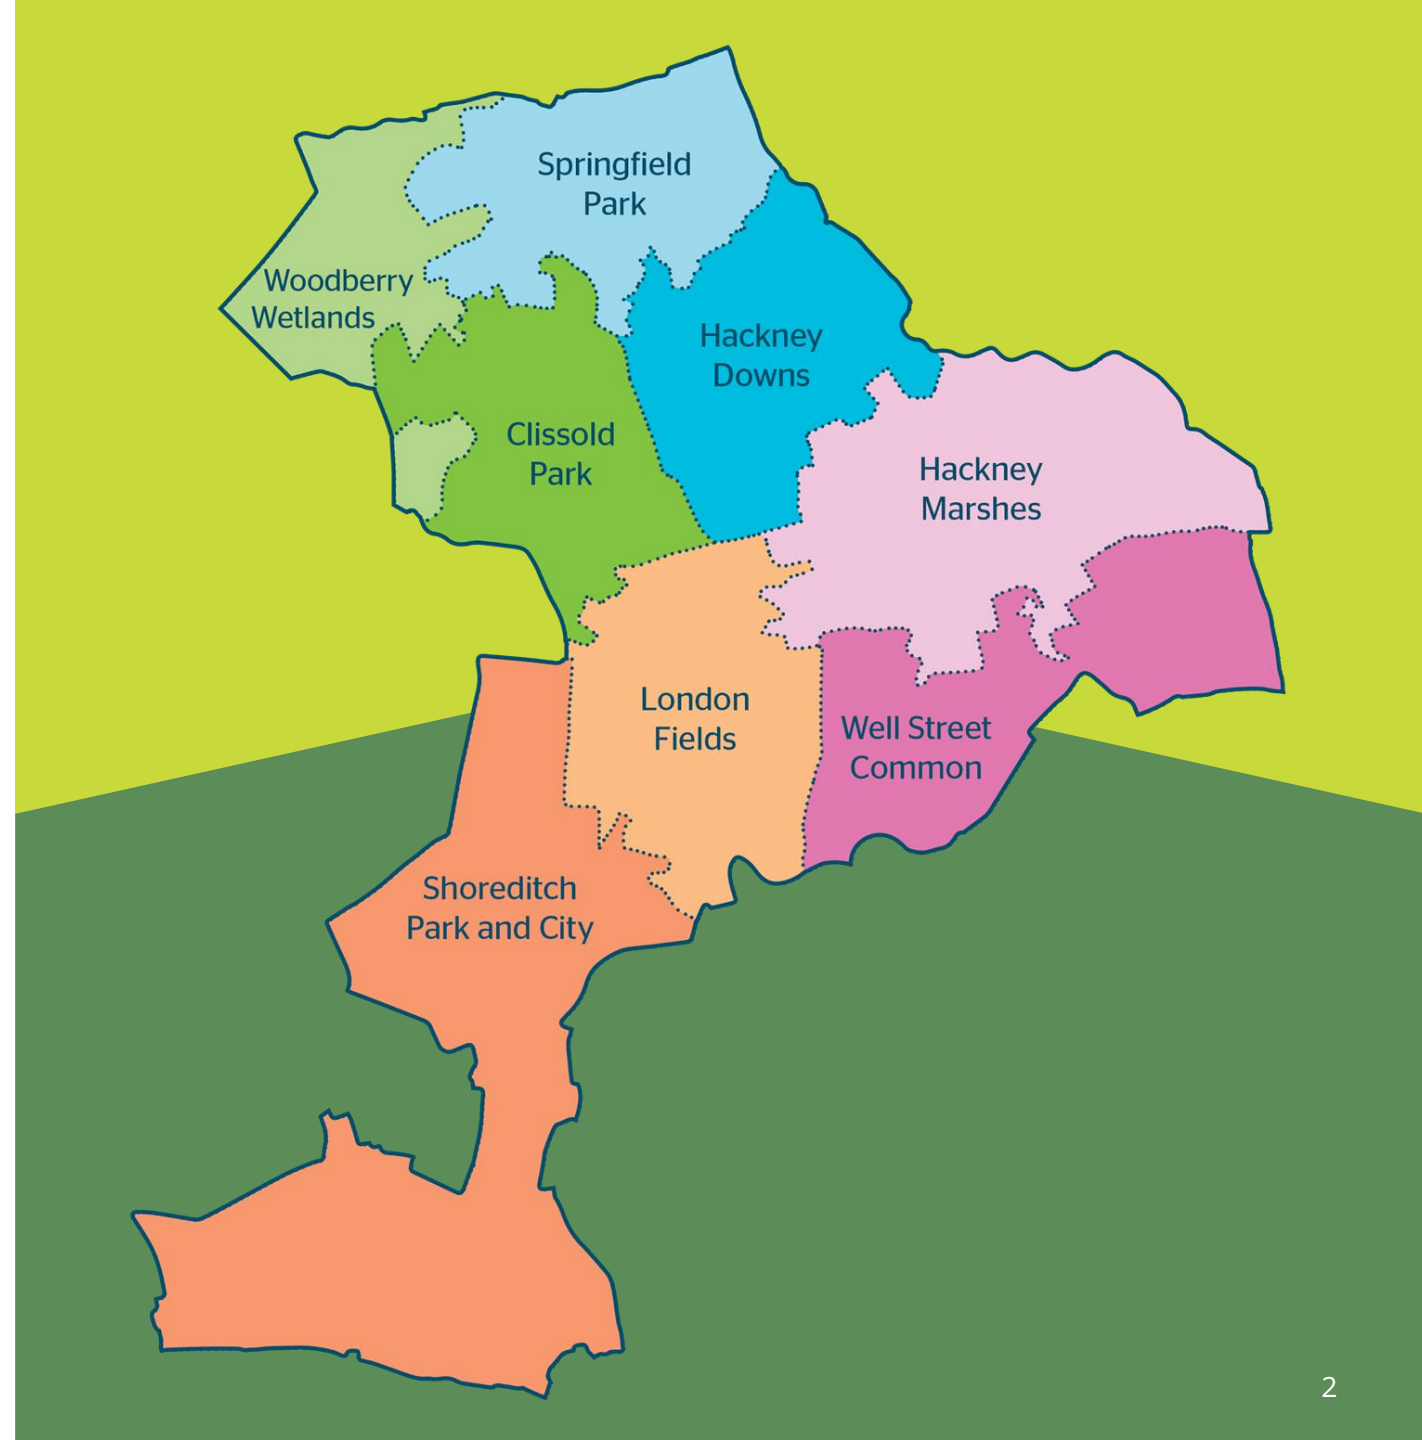 Springfield
Park
Woodberry
Wetlands
Hackney
Downs
Clissold
Park
Hackney
Marshes
London
Fields
Well Street
Common
Shoreditch
Park and City
2